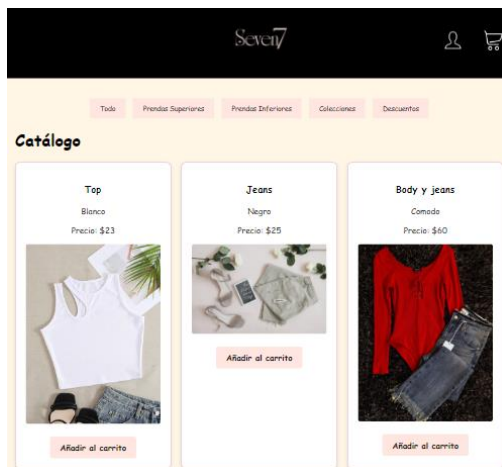 Seven7
Todo
Prendas Superiores
Prendas Inferiores
Colecciones
Descuentos
Catálogo
Top
Blanco
Precio: $23
Añadir al carrito
Jeans
Negro
Precio: $25
Añadir al carrito
Body y jeans
Comodo
Precio: $60
Añadir al carrito